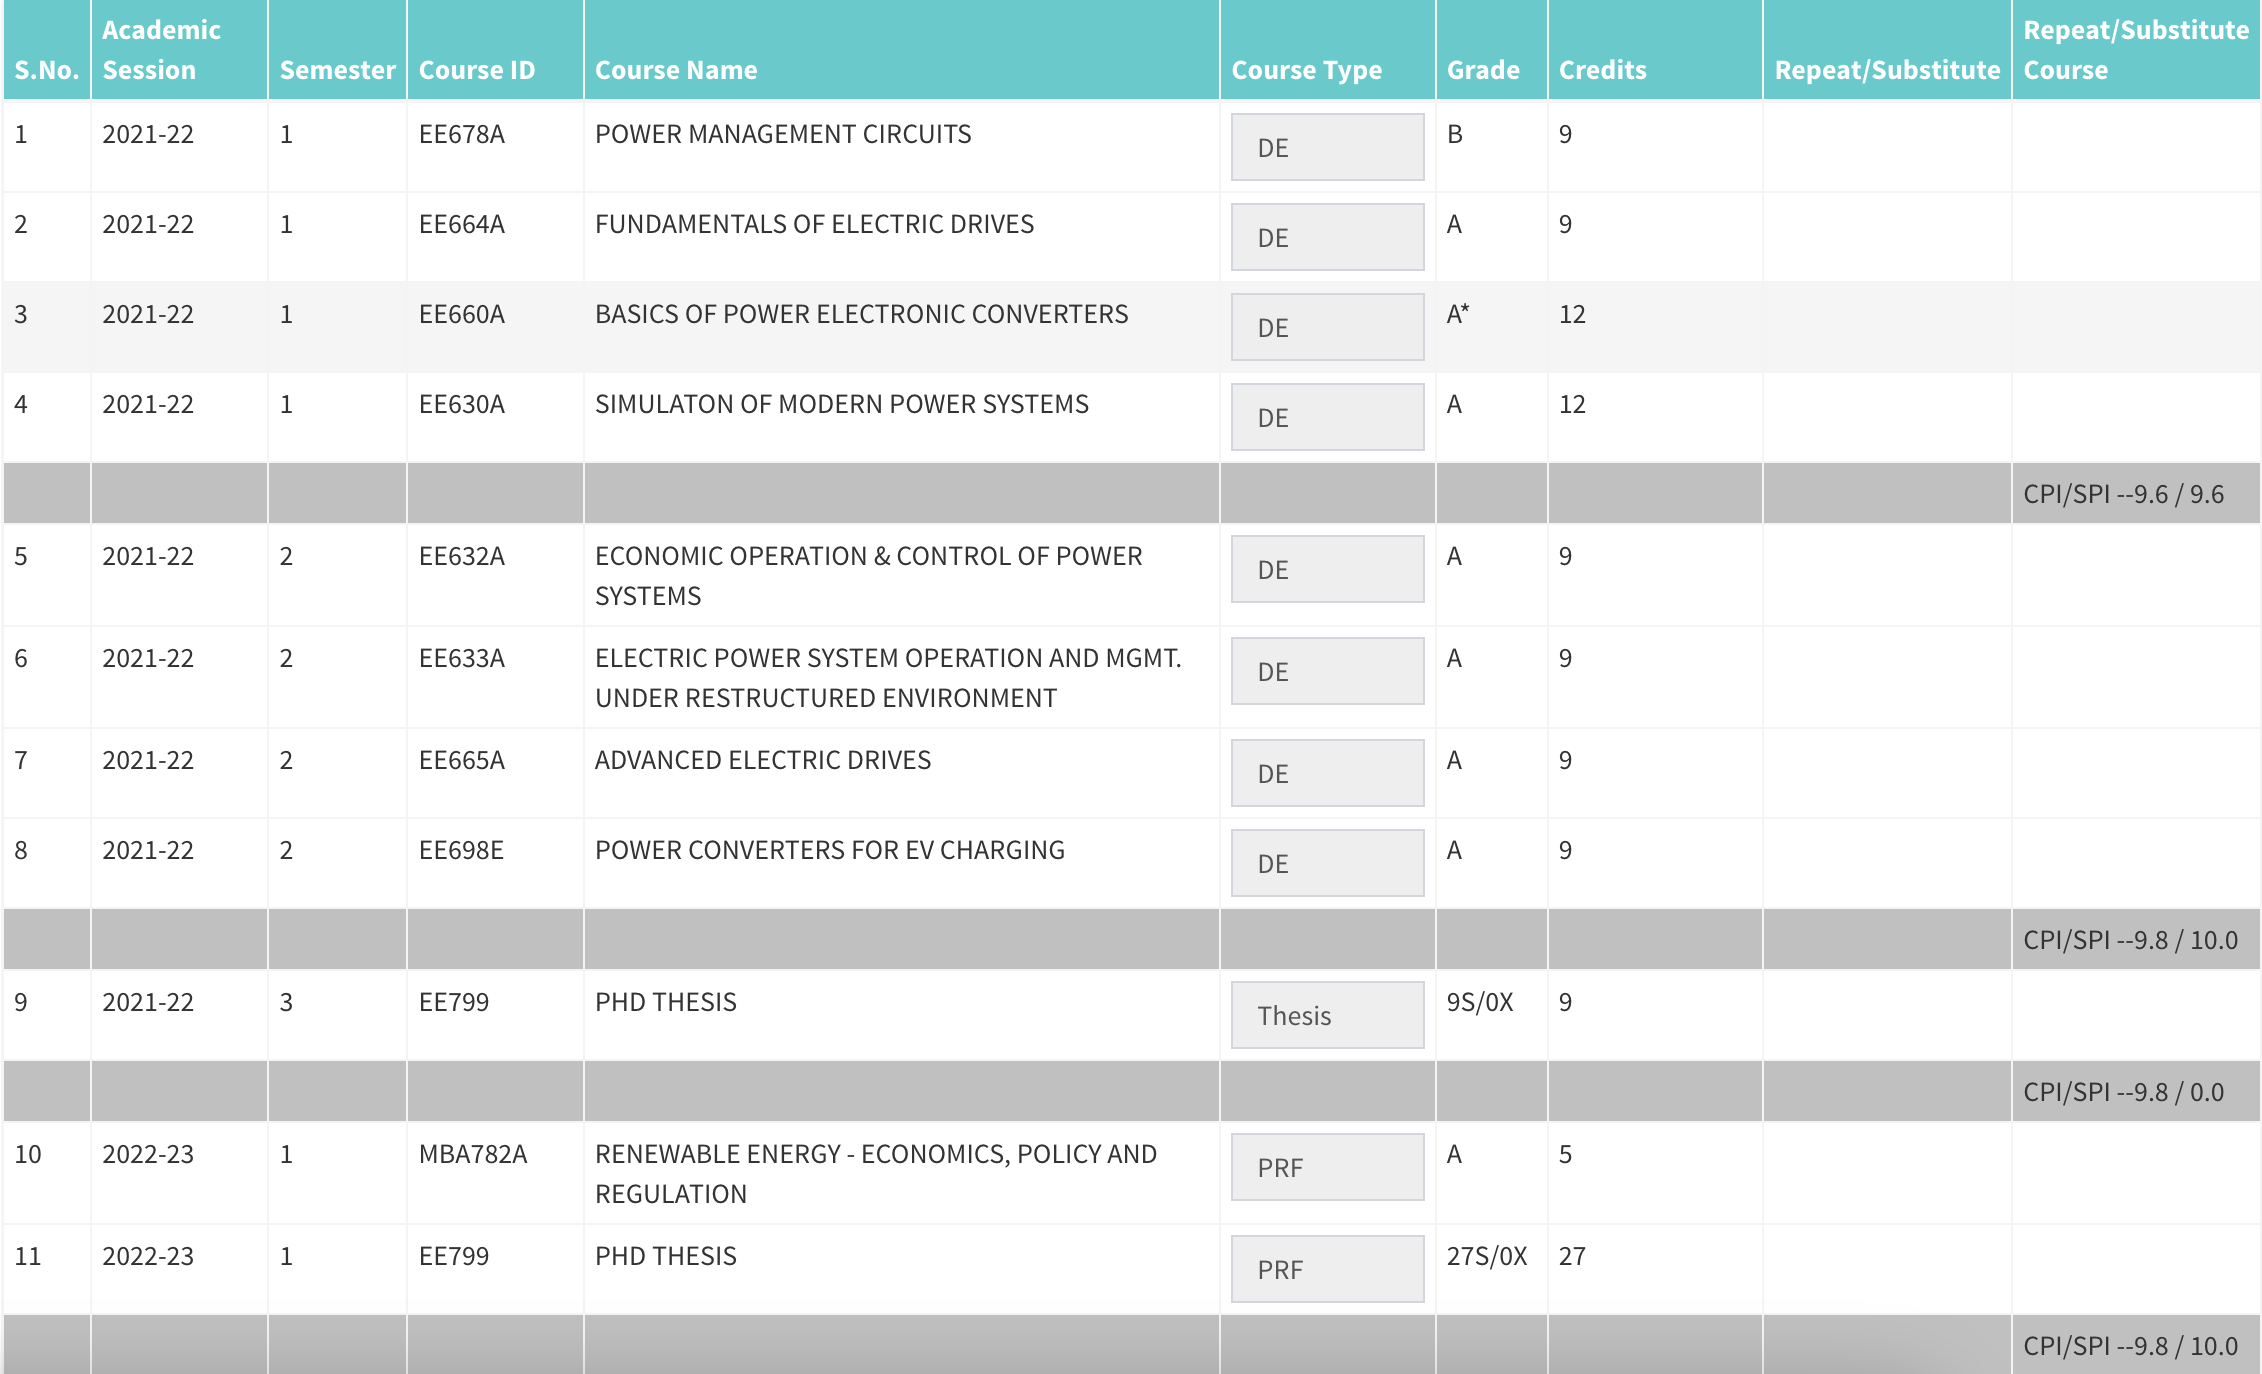 S.No. Academic Session Semester Course ID Course Name Course Type Grade Credits Repeat/Substitute Repeat/Substitute Course
1 2021-22 1 EE678A POWER MANAGEMENT CIRCUITS DE B 9
2 2021-22 1 EE664A FUNDAMENTALS OF ELECTRIC DRIVES DE A 9
3 2021-22 1 EE660A BASICS OF POWER ELECTRONIC CONVERTERS DE A* 12
4 2021-22 1 EE630A SIMULATON OF MODERN POWER SYSTEMS DE A 12
CPI/SPI --9.6 / 9.6
5 2021-22 2 EE632A ECONOMIC OPERATION & CONTROL OF POWER SYSTEMS DE A 9
6 2021-22 2 EE633A ELECTRIC POWER SYSTEM OPERATION AND MGMT. UNDER RESTRUCTURED ENVIRONMENT DE A 9
7 2021-22 2 EE665A ADVANCED ELECTRIC DRIVES DE A 9
8 2021-22 2 EE698E POWER CONVERTERS FOR EV CHARGING DE A 9
CPI/SPI --9.8 / 10.0
9 2021-22 3 EE799 PHD THESIS Thesis 9S/0X 9
CPI/SPI --9.8 / 0.0
10 2022-23 1 MBA782A RENEWABLE ENERGY - ECONOMICS, POLICY AND REGULATION PRF A 5
11 2022-23 1 EE799 PHD THESIS PRF 27S/0X 27
CPI/SPI --9.8 / 10.0